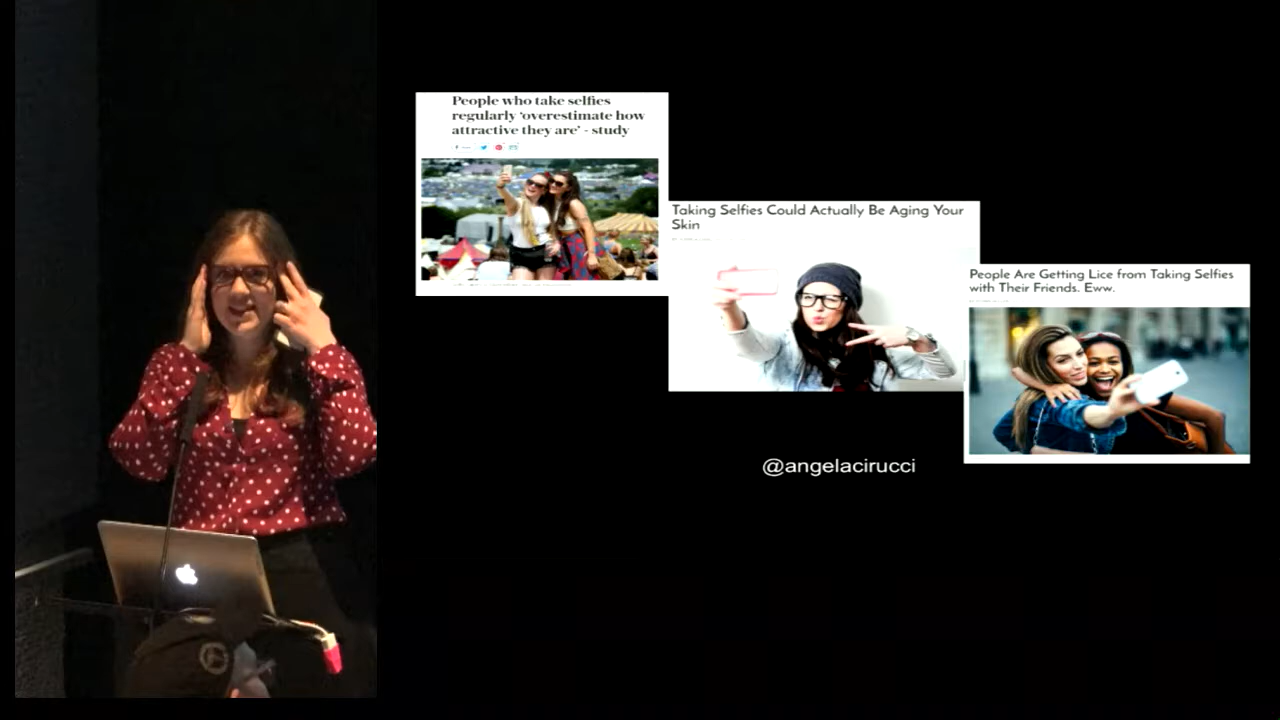 People who take selfies
regularly ‘overestimate how
attractive they are’ - study
Taking Selfies Could Actually Be Aging Your
Skin
People Are Getting Lice from Taking Selfies
with Their Friends. Eww.
@angelacirucci